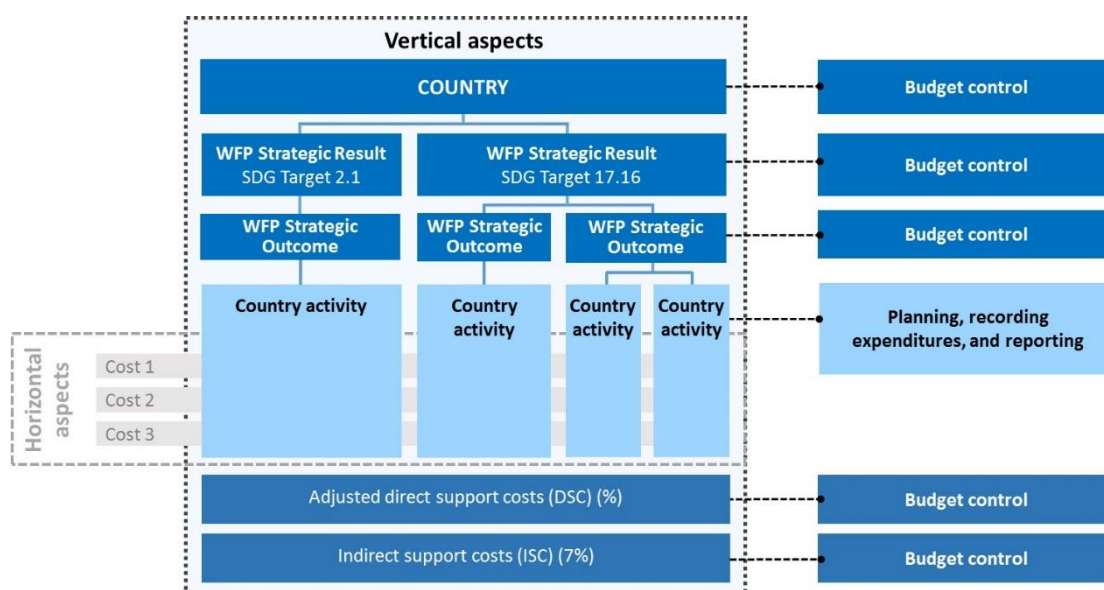 Vertical aspects
COUNTRY
Budget control
WFP Strategic Result
SDG Target 2.1
WFP Strategic Result
SDG Target 17.16
Budget control
WFP Strategic
Outcome
WFP Strategic
Outcome
WFP Strategic
Outcome
Budget control
Country activity
Country
activity
Country
activity
Country
activity
Planning, recording
expenditures, and reporting
Horizontal
aspects
Cost 1
Cost 2
Cost 3
Adjusted direct support costs (DSC) (%)
Budget control
Indirect support costs (ISC) (7%)
Budget control